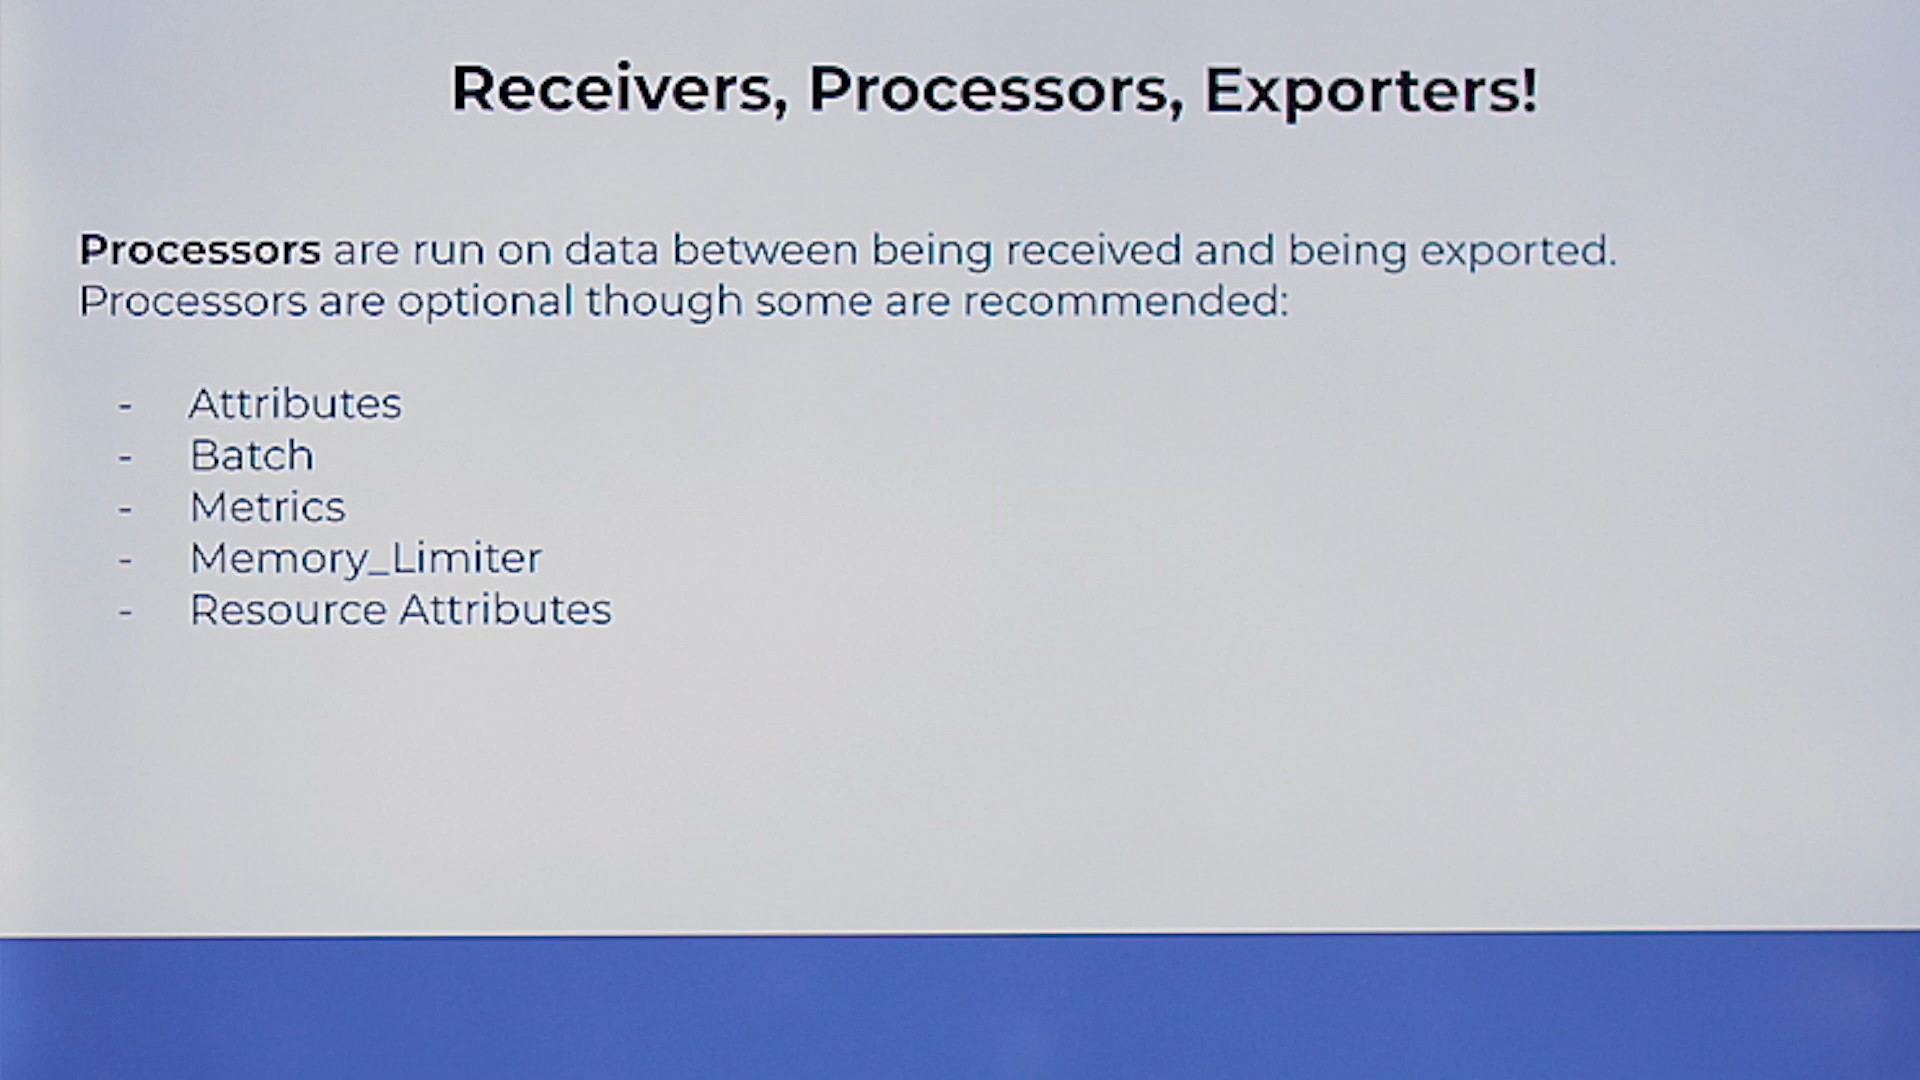 Receivers, Processors, Exporters!
Processors are run on data between being received and being exported.
Processors are optional though some are recommended:
- Attributes
- Batch
- Metrics
- Memory_Limiter
- Resource Attributes